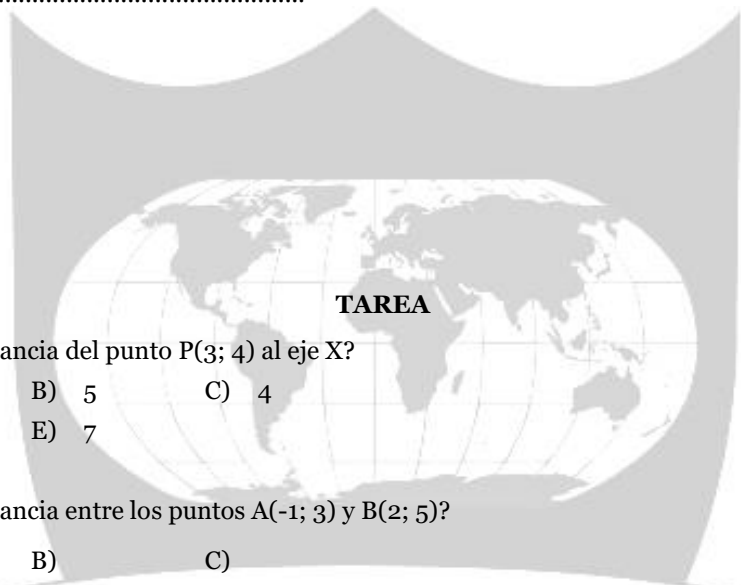 TAREA
ancia del punto P(3; 4) al eje X?
B) 5 C) 4
E) 7
ancia entre los puntos A(-1; 3) y B(2; 5)?
B) C)